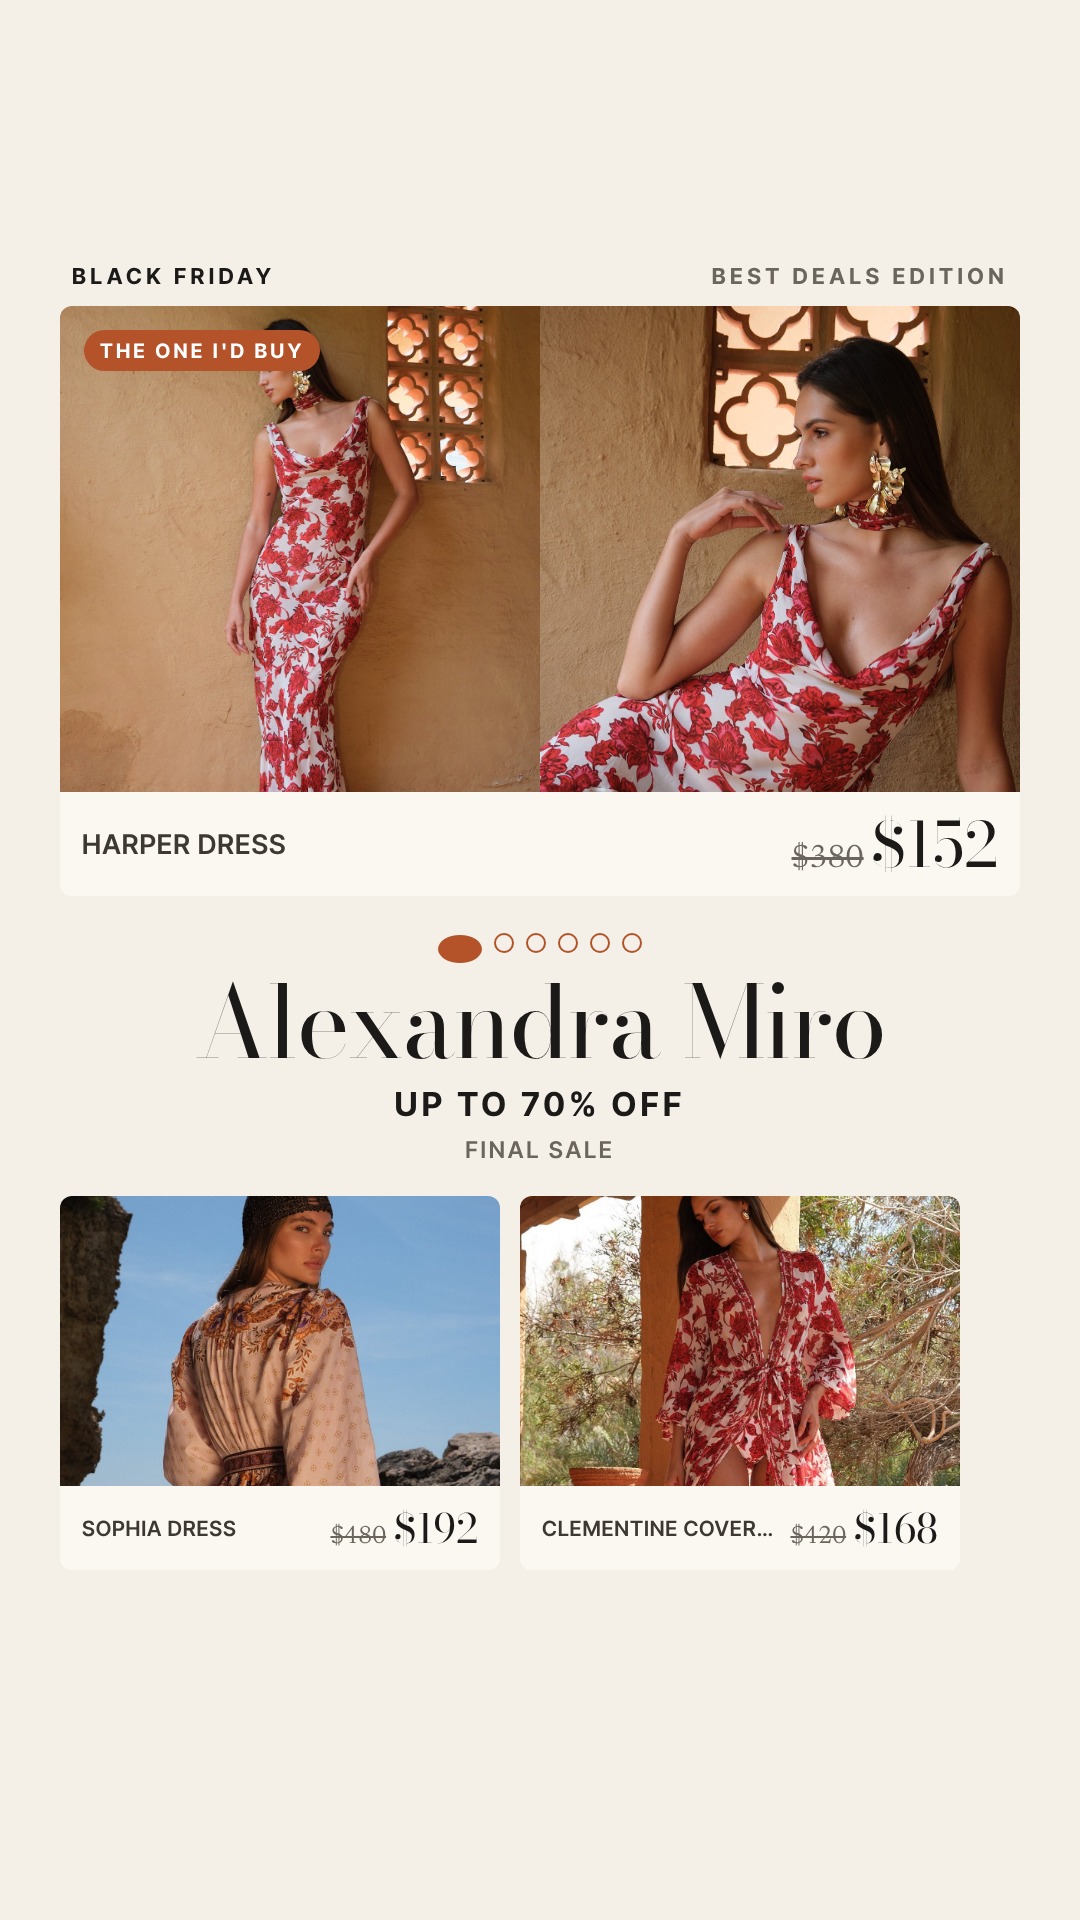 BLACK FRIDAY
BEST DEALS EDITION
THE ONE I'D BUY
HARPER DRESS
$380 $152
Alexandra Miro
UP TO 70% OFF
FINAL SALE
SOPHIA DRESS
$480 $192
CLEMENTINE COVER...
$420 $168